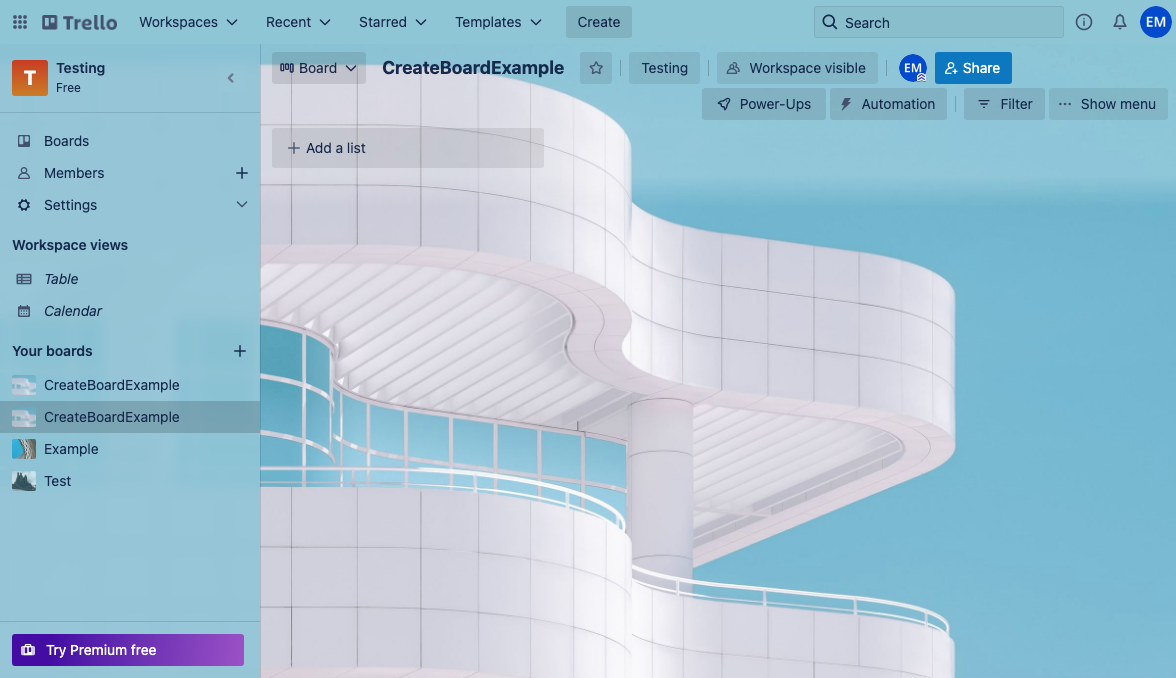 Trello
Workspaces
Recent
Starred
Templates
Create
Search
EM
T
Testing
Free
Board
CreateBoardExample
Testing
Workspace visible
EM
Share
Power-Ups
Automation
Filter
Show menu
Boards
Members
Settings
Workspace views
Table
Calendar
Your boards
CreateBoardExample
CreateBoardExample
Example
Test
Try Premium free
Add a list